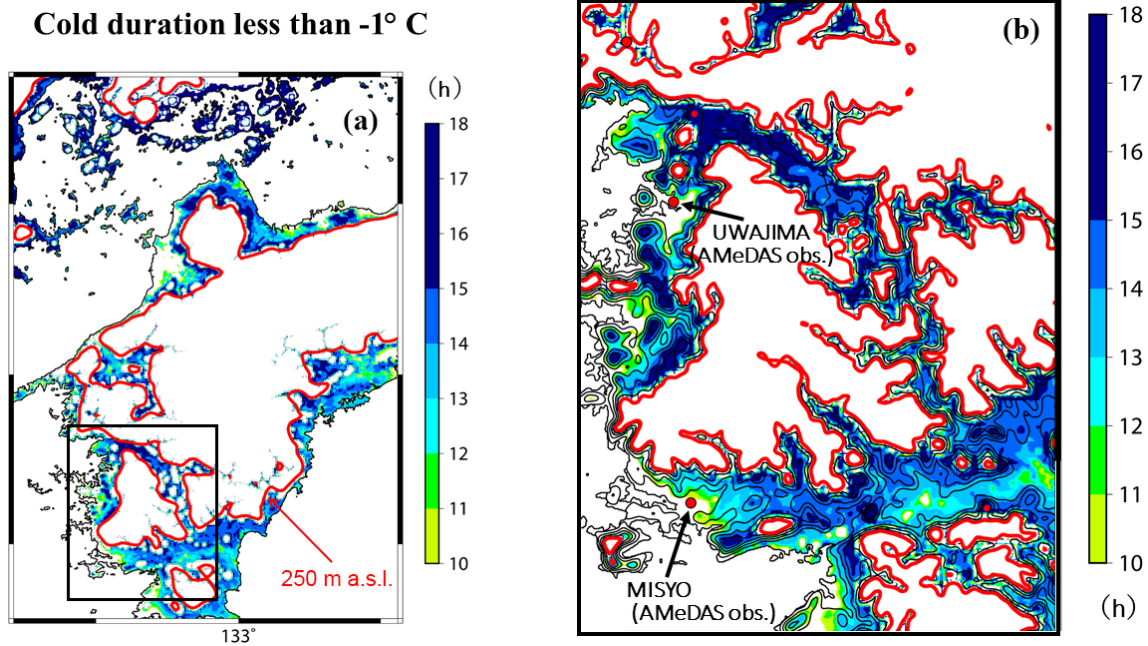 Cold duration less than -1° C
(h)
(a)
18
17
16
15
14
13
12
11
10
250 m a.s.l.
133°
(b)
UWAJIMA
(AMeDAS obs.)
MISYO
(AMeDAS obs.)
18
17
16
15
14
13
12
11
10
(h)